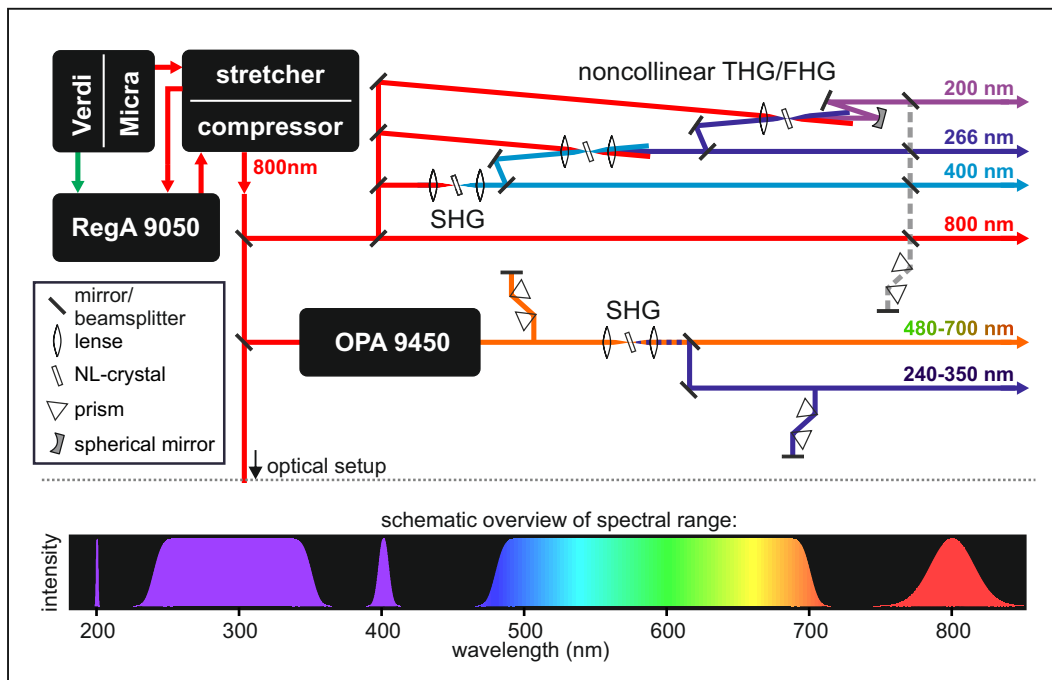 Verdi
Micra
stretcher
compressor
RegA 9050
800nm
noncollinear THG/FHG
SHG
200 nm
266 nm
400 nm
800 nm
OPA 9450
SHG
480-700 nm
240-350 nm
mirror/
beamsplitter
lense
NL-crystal
prism
spherical mirror
optical setup
schematic overview of spectral range:
intensity
200 300 400 500 600 700 800
wavelength (nm)